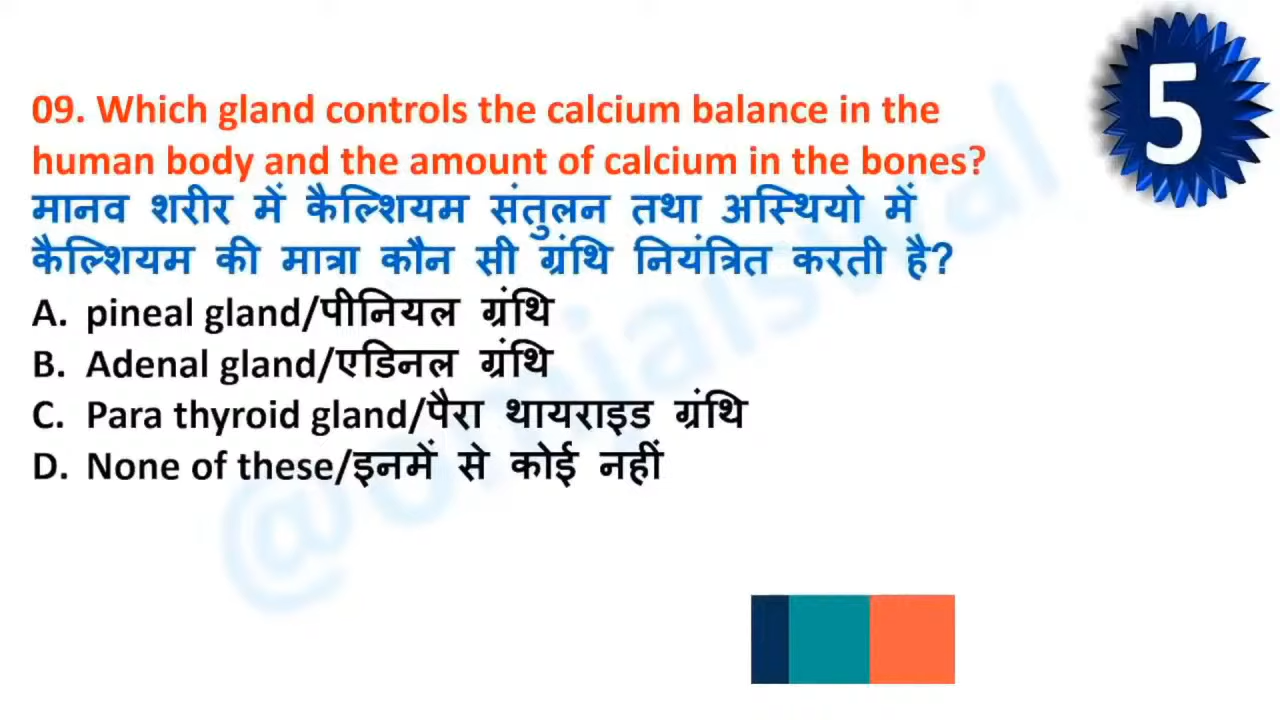 5
09. Which gland controls the calcium balance in the
human body and the amount of calcium in the bones?
मानव शरीर में कैल्शियम संतुलन तथा अस्थियो में
कैल्शियम की मात्रा कौन सी ग्रंथि नियंत्रित करती है?
A. pineal gland/पीनियल ग्रंथि
B. Adenal gland/एडिनल ग्रंथि
C. Para thyroid gland/पैरा थायराइड ग्रंथि
D. None of these/इनमें से कोई नहीं